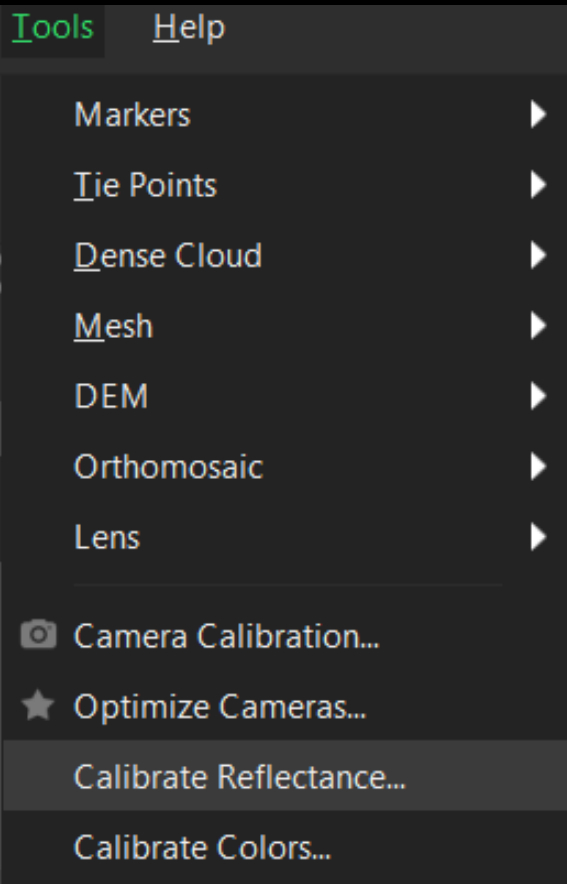 Tools Help
Markers
Tie Points
Dense Cloud
Mesh
DEM
Orthomosaic
Lens
Camera Calibration...
Optimize Cameras...
Calibrate Reflectance...
Calibrate Colors...